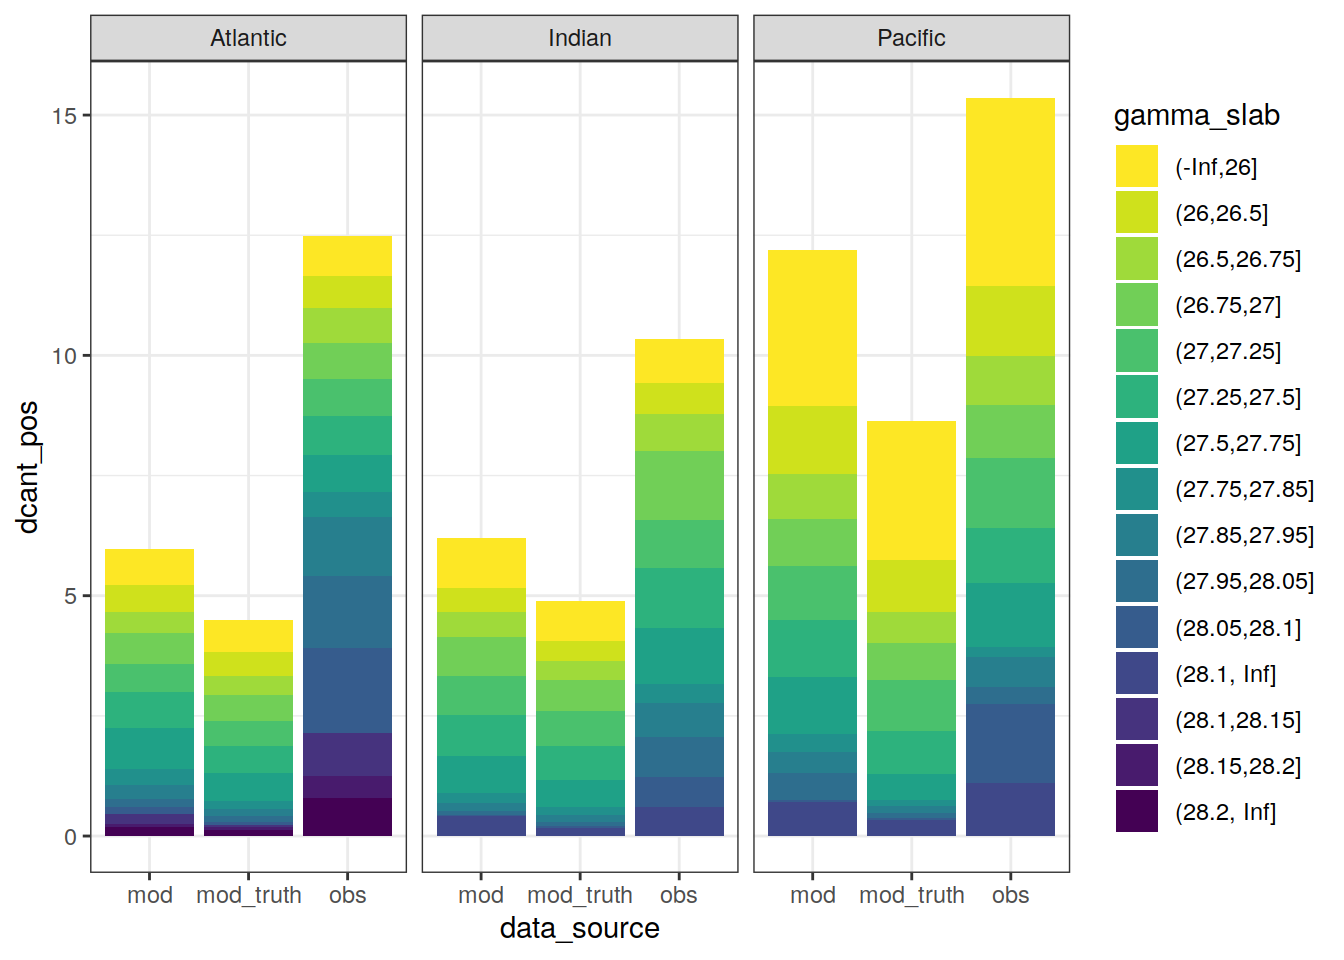 Atlantic
Indian
Pacific
dcant_pos
15
10
5
0
mod
mod_truth
obs
mod
mod_truth
obs
mod
mod_truth
obs
data_source
gamma_slab
(-Inf,26]
(26,26.5]
(26.5,26.75]
(26.75,27]
(27,27.25]
(27.25,27.5]
(27.5,27.75]
(27.75,27.85]
(27.85,27.95]
(27.95,28.05]
(28.05,28.1]
(28.1, Inf]
(28.1,28.15]
(28.15,28.2]
(28.2, Inf]